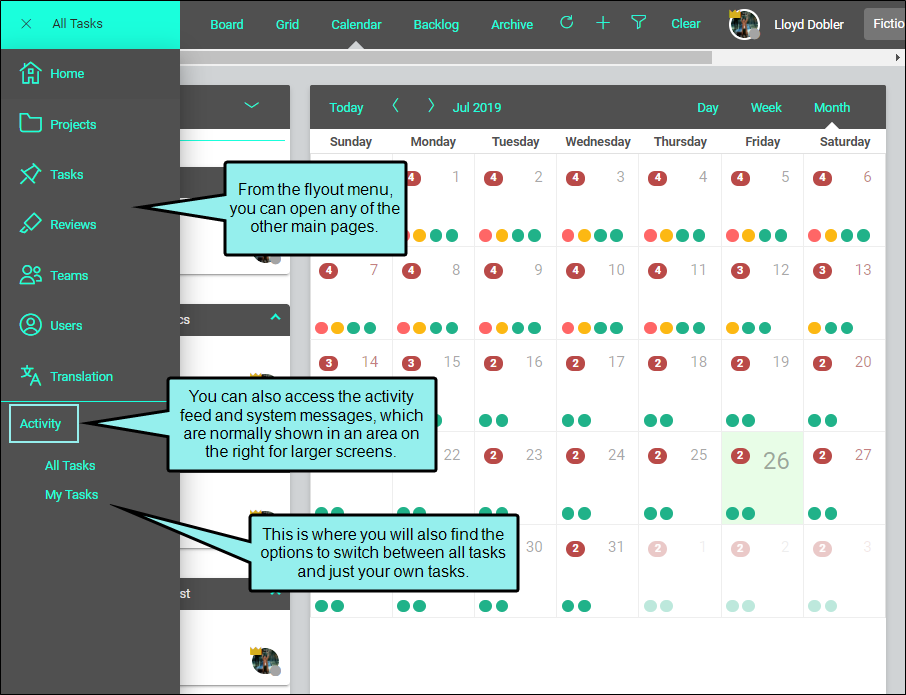 All Tasks
Board Grid Calendar Backlog Archive Clear Lloyd Dobler Fictio
Home
Projects
Tasks
Reviews
Teams
Users
Translation
Activity
All Tasks
My Tasks
From the flyout menu,
you can open any of the
other main pages.
cs
You can also access the activity
feed and system messages, which
are normally shown in an area on
the right for larger screens.
This is where you will also find the
options to switch between all tasks
and just your own tasks.
st
Today Jul 2019 Day Week Month
Sunday Monday Tuesday Wednesday Thursday Friday Saturday
4 1 4 2 4 3 4 4 4 5 4 6
4 7 4 8 4 9 4 10 4 11 3 12 3 13
3 14 3 15 2 16 2 17 2 18 2 19 2 20
22 2 23 2 24 2 25 2 26 2 27
30 2 31 2 1 2 2 2 3